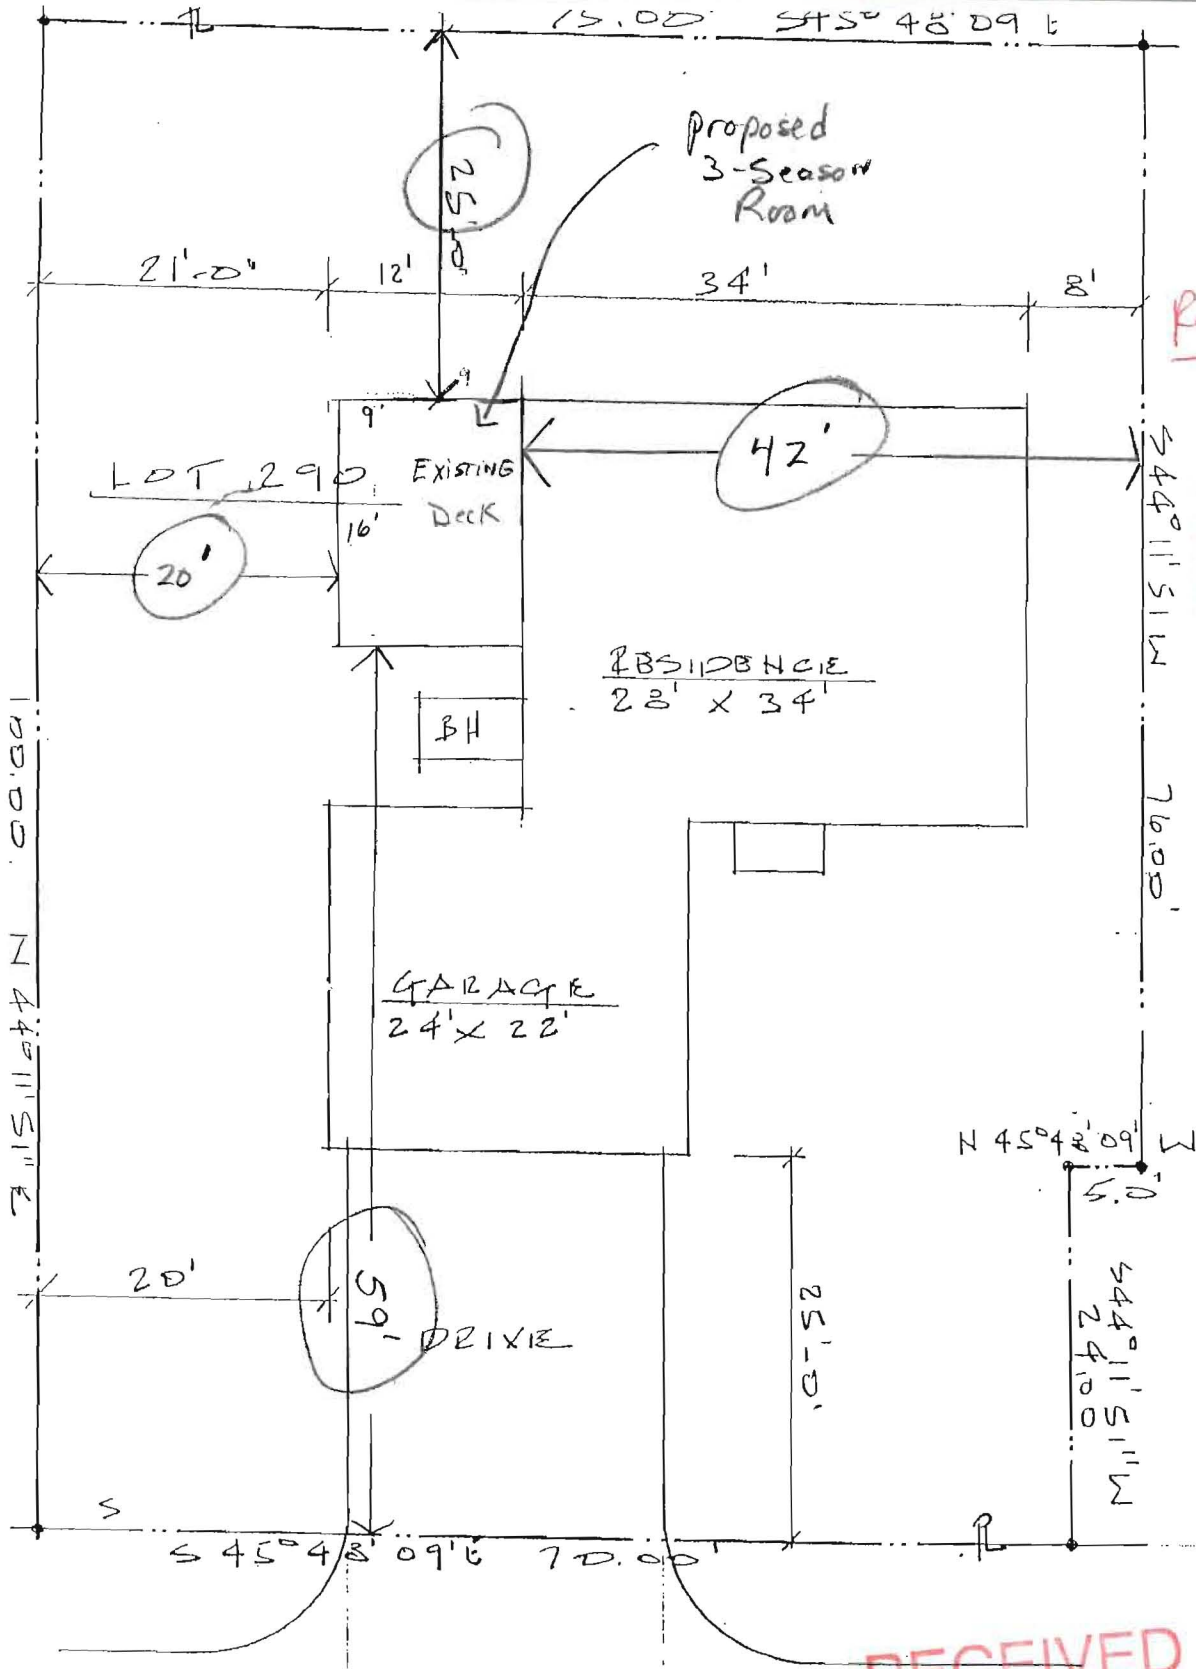 75.00' S45° 48' 09 E
proposed
3-Season
Room
25'-0"
21'-0"
12'
34'
8'
9'
9
42'
LOT 290
EXISTING
Deck
16'
20'
RESIDENCE
28' X 34'
BH
S44° 11' 51 W 76.00'
100.00' N 44° 11' 51" E
GARAGE
24' X 22'
N 45° 48' 09" W
5.0'
20'
59'
DRIVE
25'-0"
S44° 11' 51" W
24.00
S
S 45° 48' 09" E 70.00'
RECEIVED